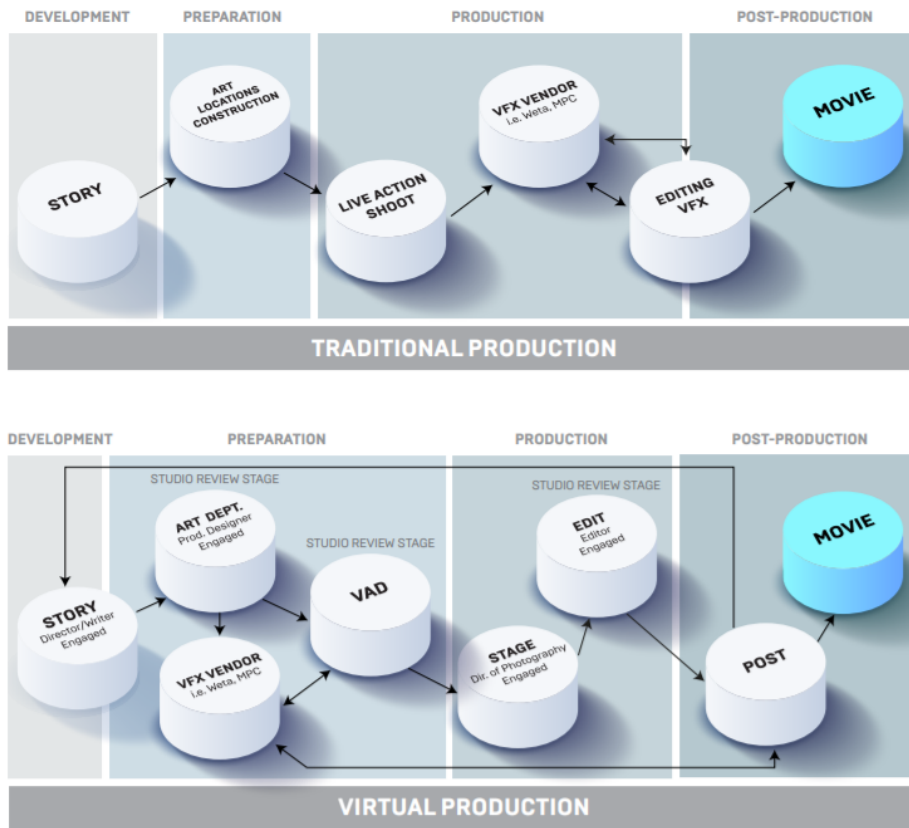 DEVELOPMENT
PREPARATION
PRODUCTION
POST-PRODUCTION
STORY
ART
LOCATIONS
CONSTRUCTION
LIVE ACTION
SHOOT
VFX VENDOR
i.e. Weta, MPC
EDITING
VFX
MOVIE
TRADITIONAL PRODUCTION
DEVELOPMENT
PREPARATION
PRODUCTION
POST-PRODUCTION
STORY
Director/Writer
Engaged
STUDIO REVIEW STAGE
ART DEPT.
Prod. Designer
Engaged
VFX VENDOR
i.e. Weta, MPC
STUDIO REVIEW STAGE
VAD
STAGE
Dir. of Photography
Engaged
STUDIO REVIEW STAGE
EDIT
Editor
Engaged
POST
MOVIE
VIRTUAL PRODUCTION